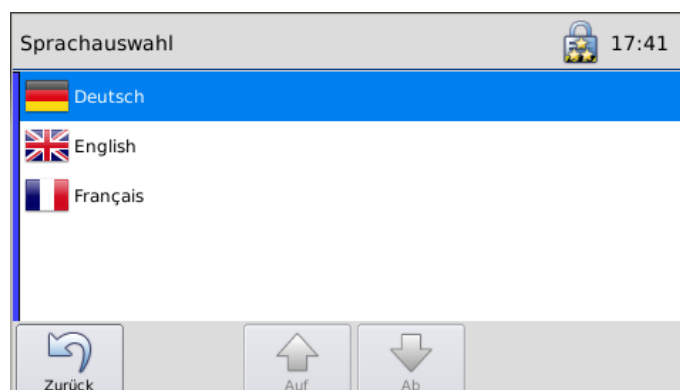 Sprachauswahl 17:41
Deutsch
English
Français
Zurück Auf Ab